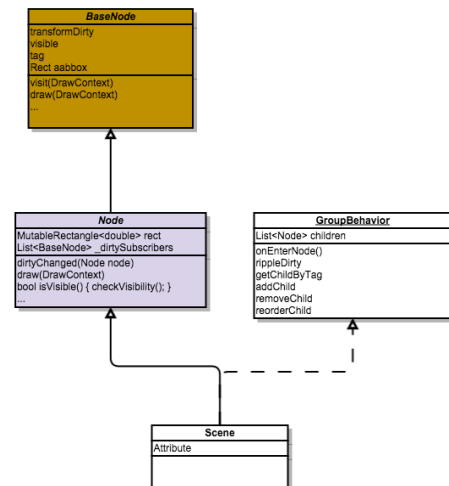 BaseNode
transformDirty
visible
tag
Rect aabbox
visit(DrawContext)
draw(DrawContext)
...
Node
MutableRectangle<double> rect
List<BaseNode> _dirtySubscribers
dirtyChanged(Node node)
draw(DrawContext)
bool isVisible() { checkVisibility(); }
...
GroupBehavior
List<Node> children
onEnterNode()
rippleDirty
getChildByTag
addChild
removeChild
reorderChild
Scene
Attribute